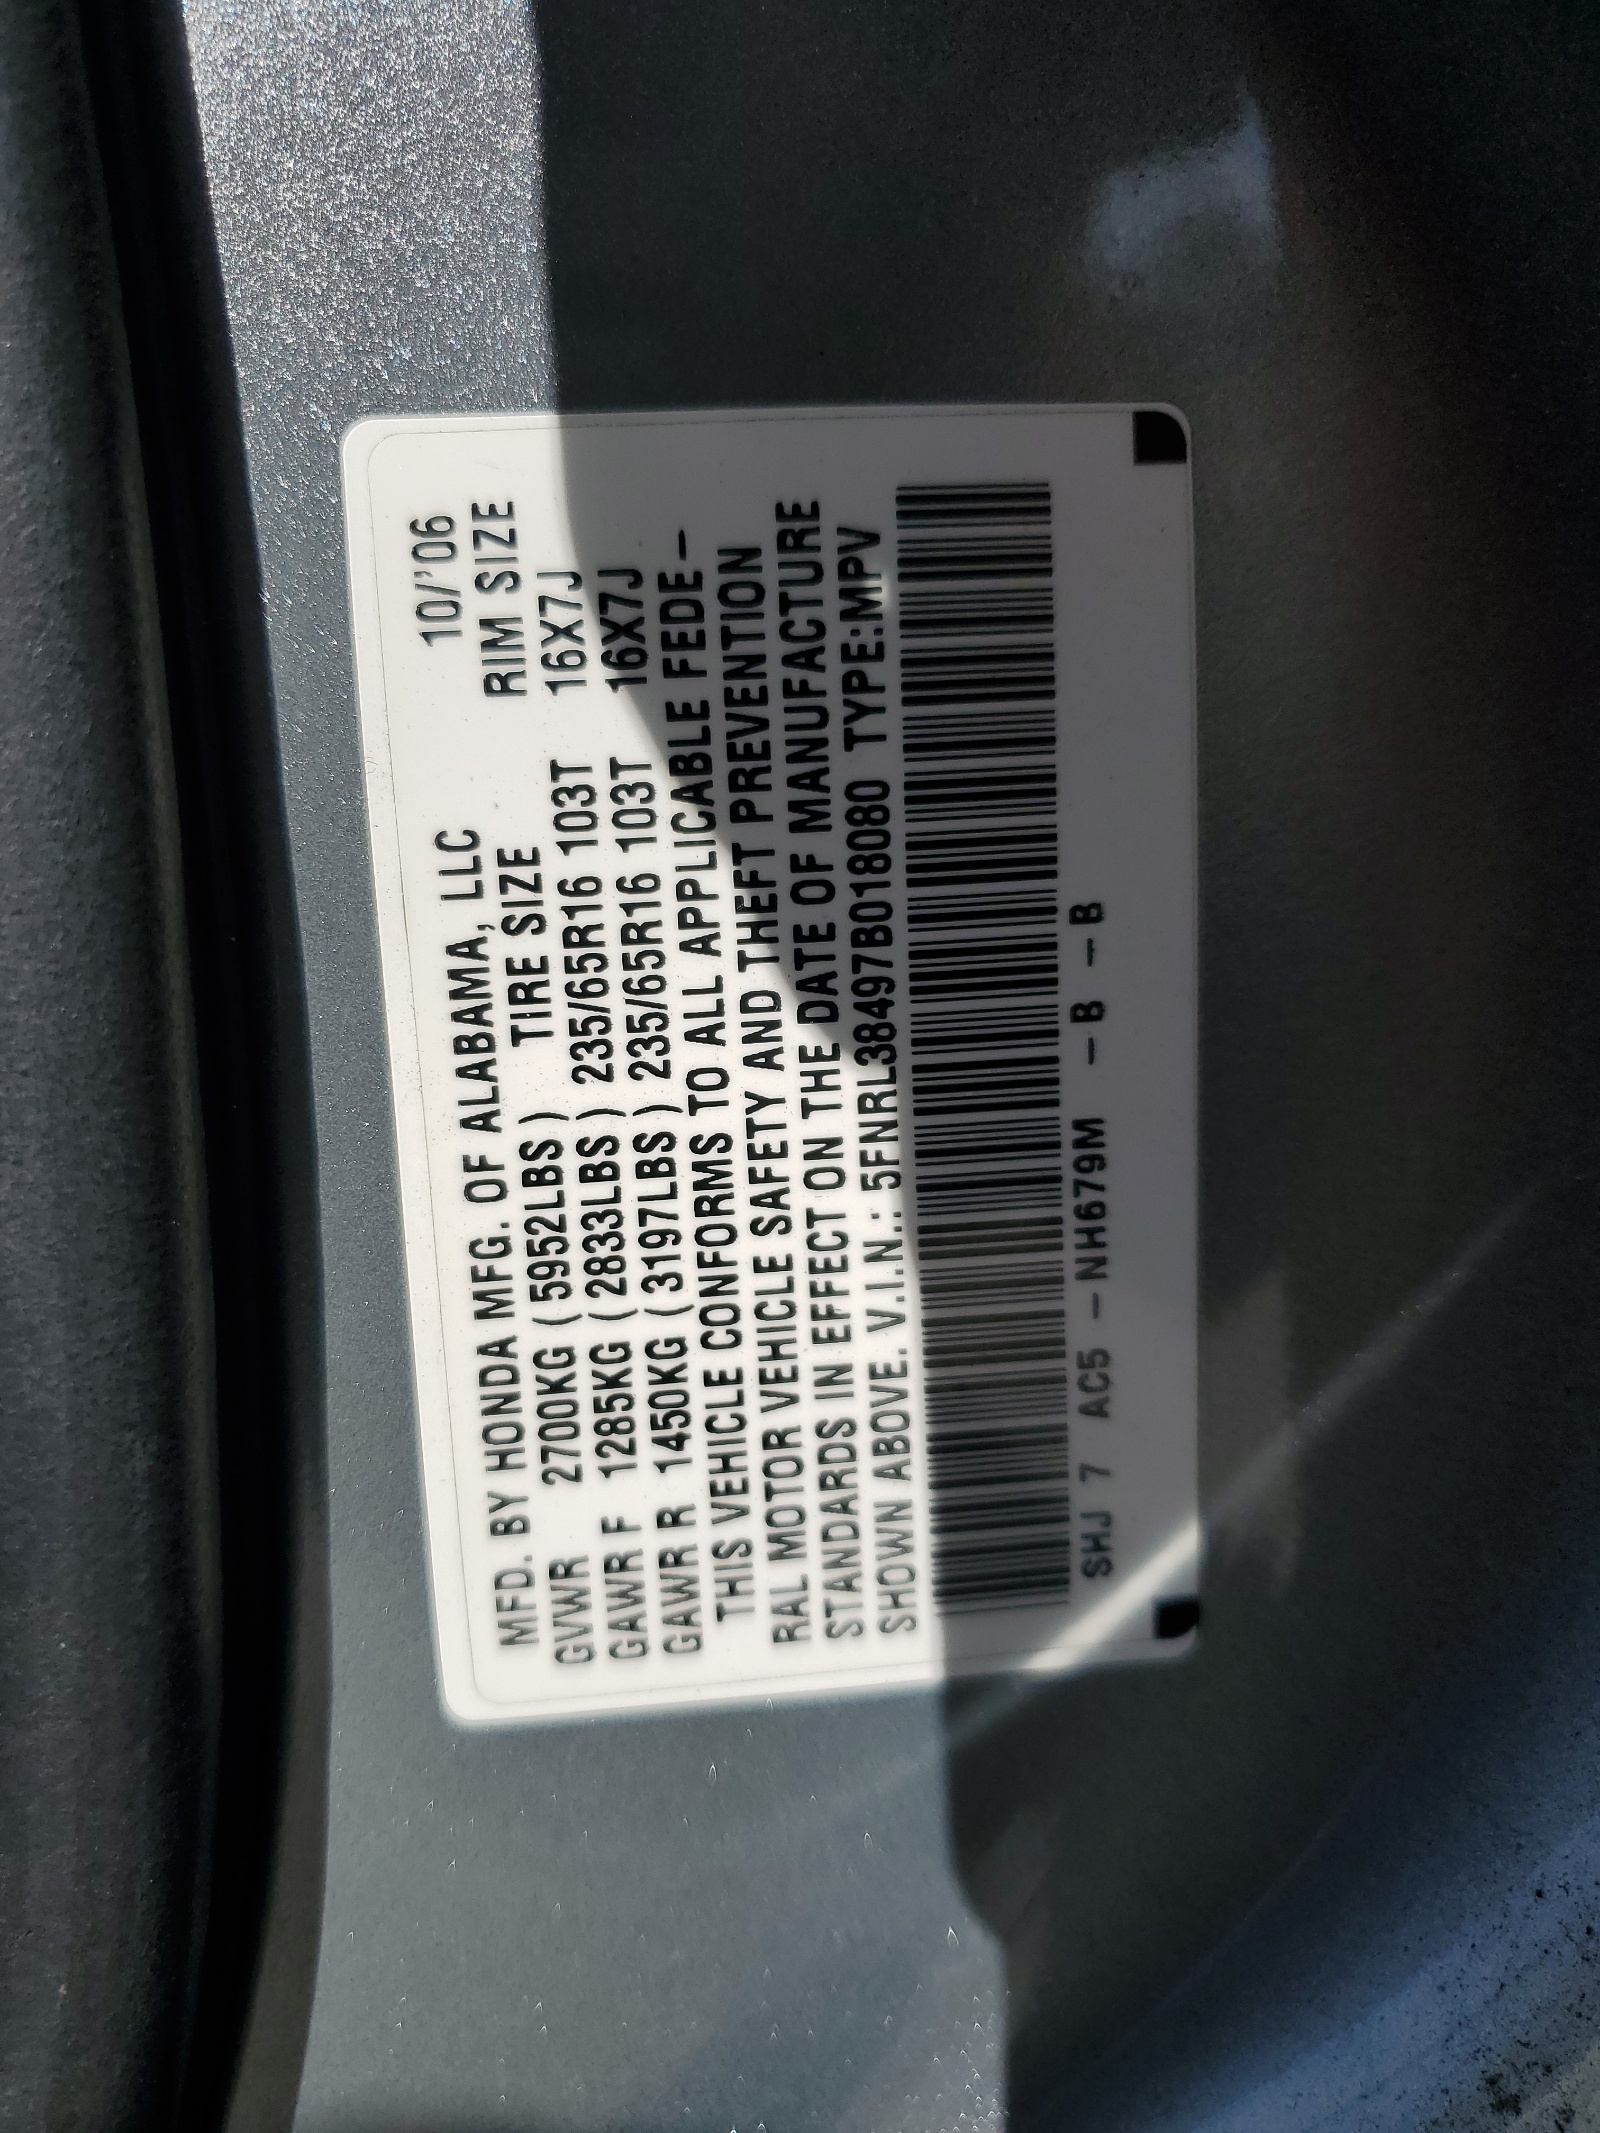 MFD. BY HONDA MFG. OF ALABAMA, LLC 10/'06
GVWR 2700KG (5952LBS) TIRE SIZE RIM SIZE
GAWR F 1285KG (2833LBS) 235/65R16 103T 16X7J
GAWR R 1450KG (3197LBS) 235/65R16 103T 16X7J
THIS VEHICLE CONFORMS TO ALL APPLICABLE FEDE-
RAL MOTOR VEHICLE SAFETY AND THEFT PREVENTION
STANDARDS IN EFFECT ON THE DATE OF MANUFACTURE
SHOWN ABOVE. V.I.N.: 5FNRL38497B018080 TYPE:MPV
SHJ 7 AC5 - NH679M - B - B